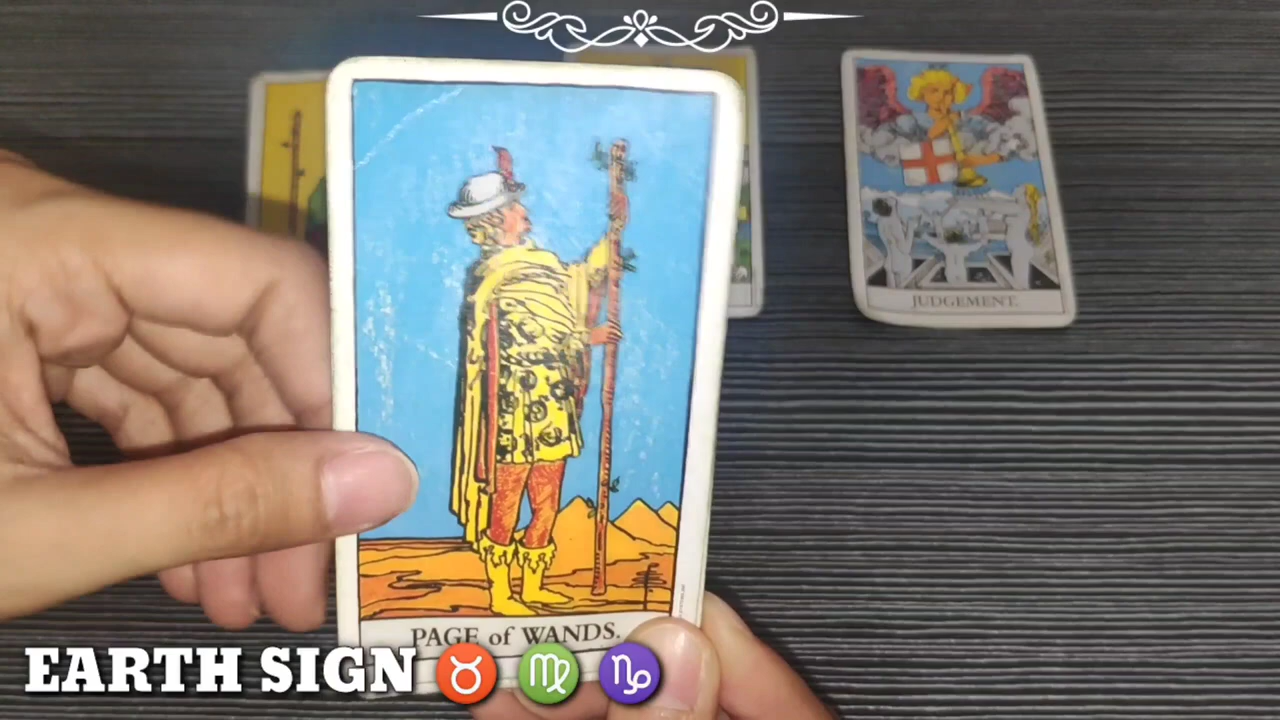 JUDGEMENT.
PAGE of WANDS.
EARTH SIGN ♉ ♍ ♑